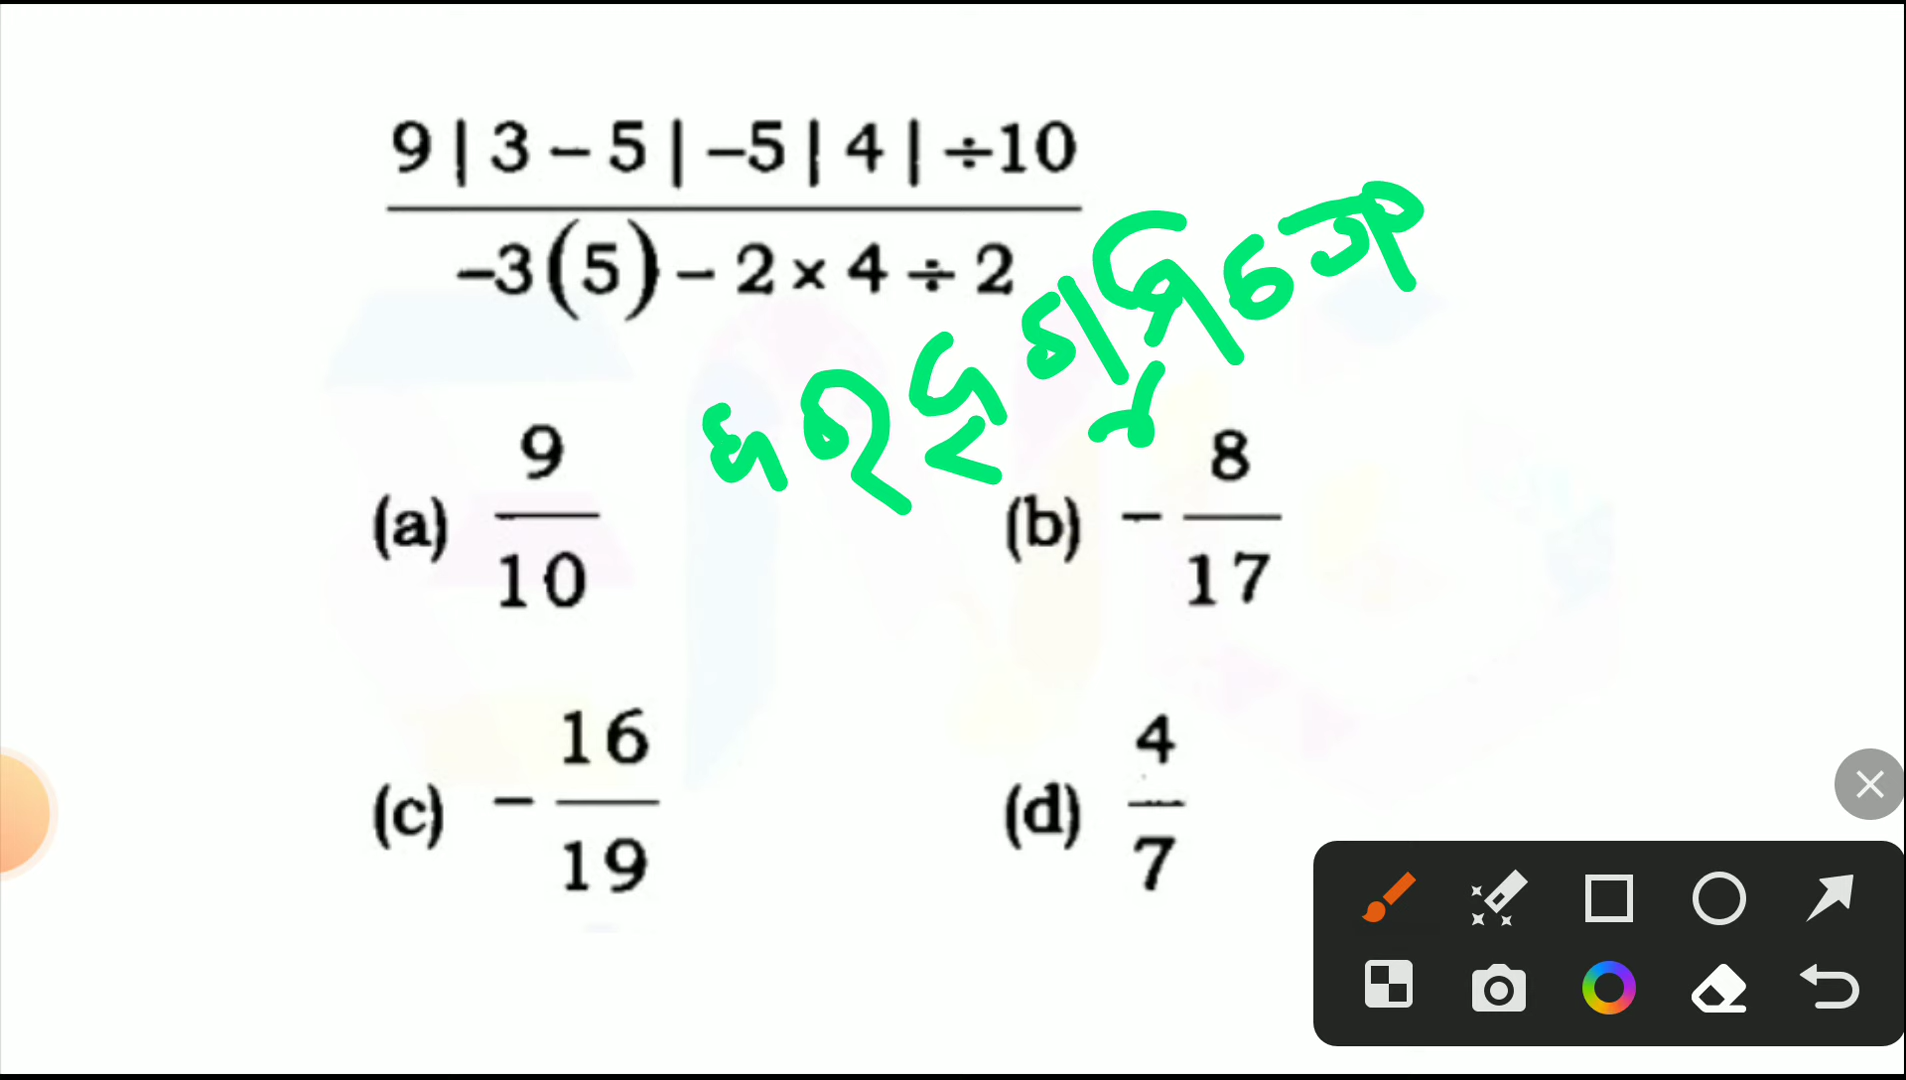 9 | 3 – 5 | –5 | 4 | ÷10
–3(5) – 2 × 4 ÷ 2
(a) 9/10
(b) – 8/17
(c) – 16/19
(d) 4/7